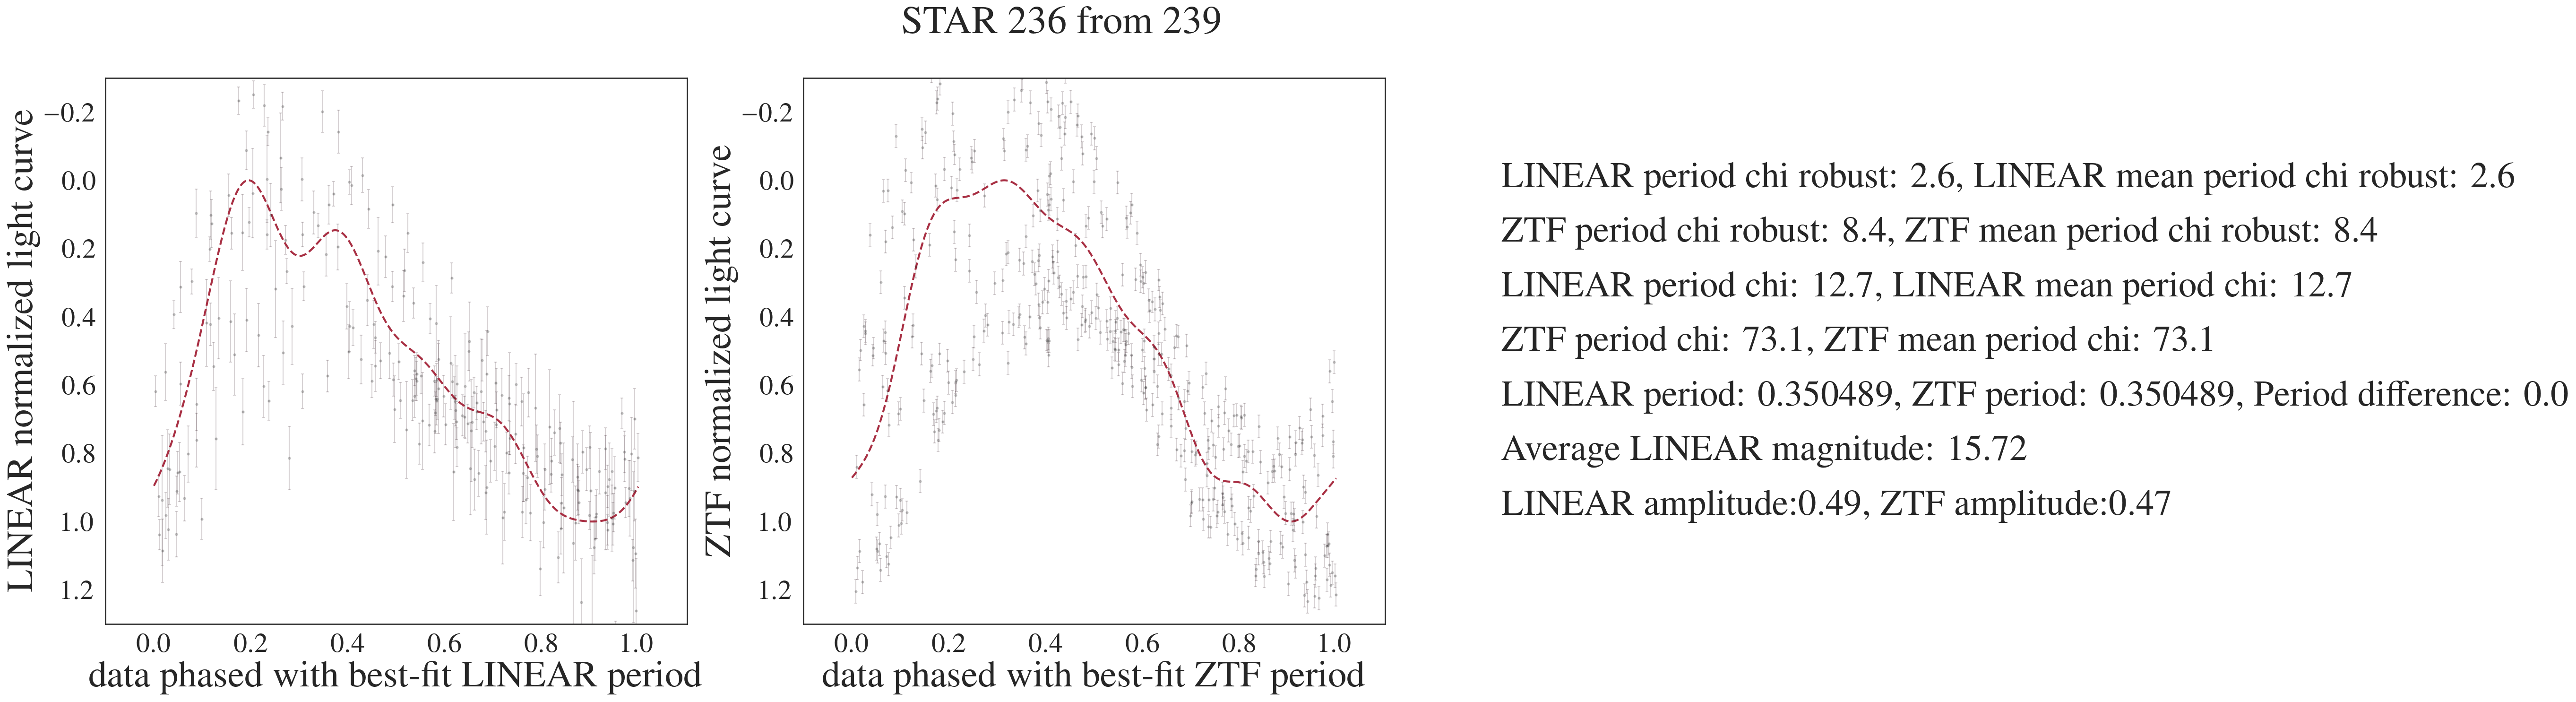 STAR 236 from 239
LINEAR normalized light curve
−0.2
0.0
0.2
0.4
0.6
0.8
1.0
1.2
0.0 0.2 0.4 0.6 0.8 1.0
data phased with best-fit LINEAR period
ZTF normalized light curve
−0.2
0.0
0.2
0.4
0.6
0.8
1.0
1.2
0.0 0.2 0.4 0.6 0.8 1.0
data phased with best-fit ZTF period
LINEAR period chi robust: 2.6, LINEAR mean period chi robust: 2.6
ZTF period chi robust: 8.4, ZTF mean period chi robust: 8.4
LINEAR period chi: 12.7, LINEAR mean period chi: 12.7
ZTF period chi: 73.1, ZTF mean period chi: 73.1
LINEAR period: 0.350489, ZTF period: 0.350489, Period difference: 0.0
Average LINEAR magnitude: 15.72
LINEAR amplitude:0.49, ZTF amplitude:0.47